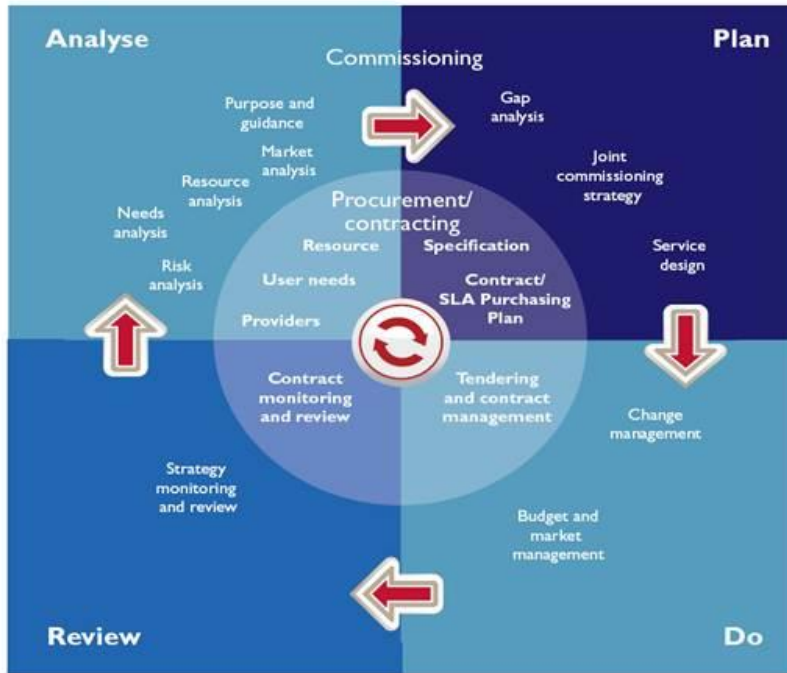 Analyse
Plan
Commissioning
Purpose and
guidance
Market
analysis
Resource
analysis
Needs
analysis
Risk
analysis
Gap
analysis
Joint
commissioning
strategy
Service
design
Procurement/
contracting
Resource
User needs
Providers
Specification
Contract/
SLA Purchasing
Plan
Contract
monitoring
and review
Tendering
and contract
management
Change
management
Budget and
market
management
Strategy
monitoring
and review
Review
Do